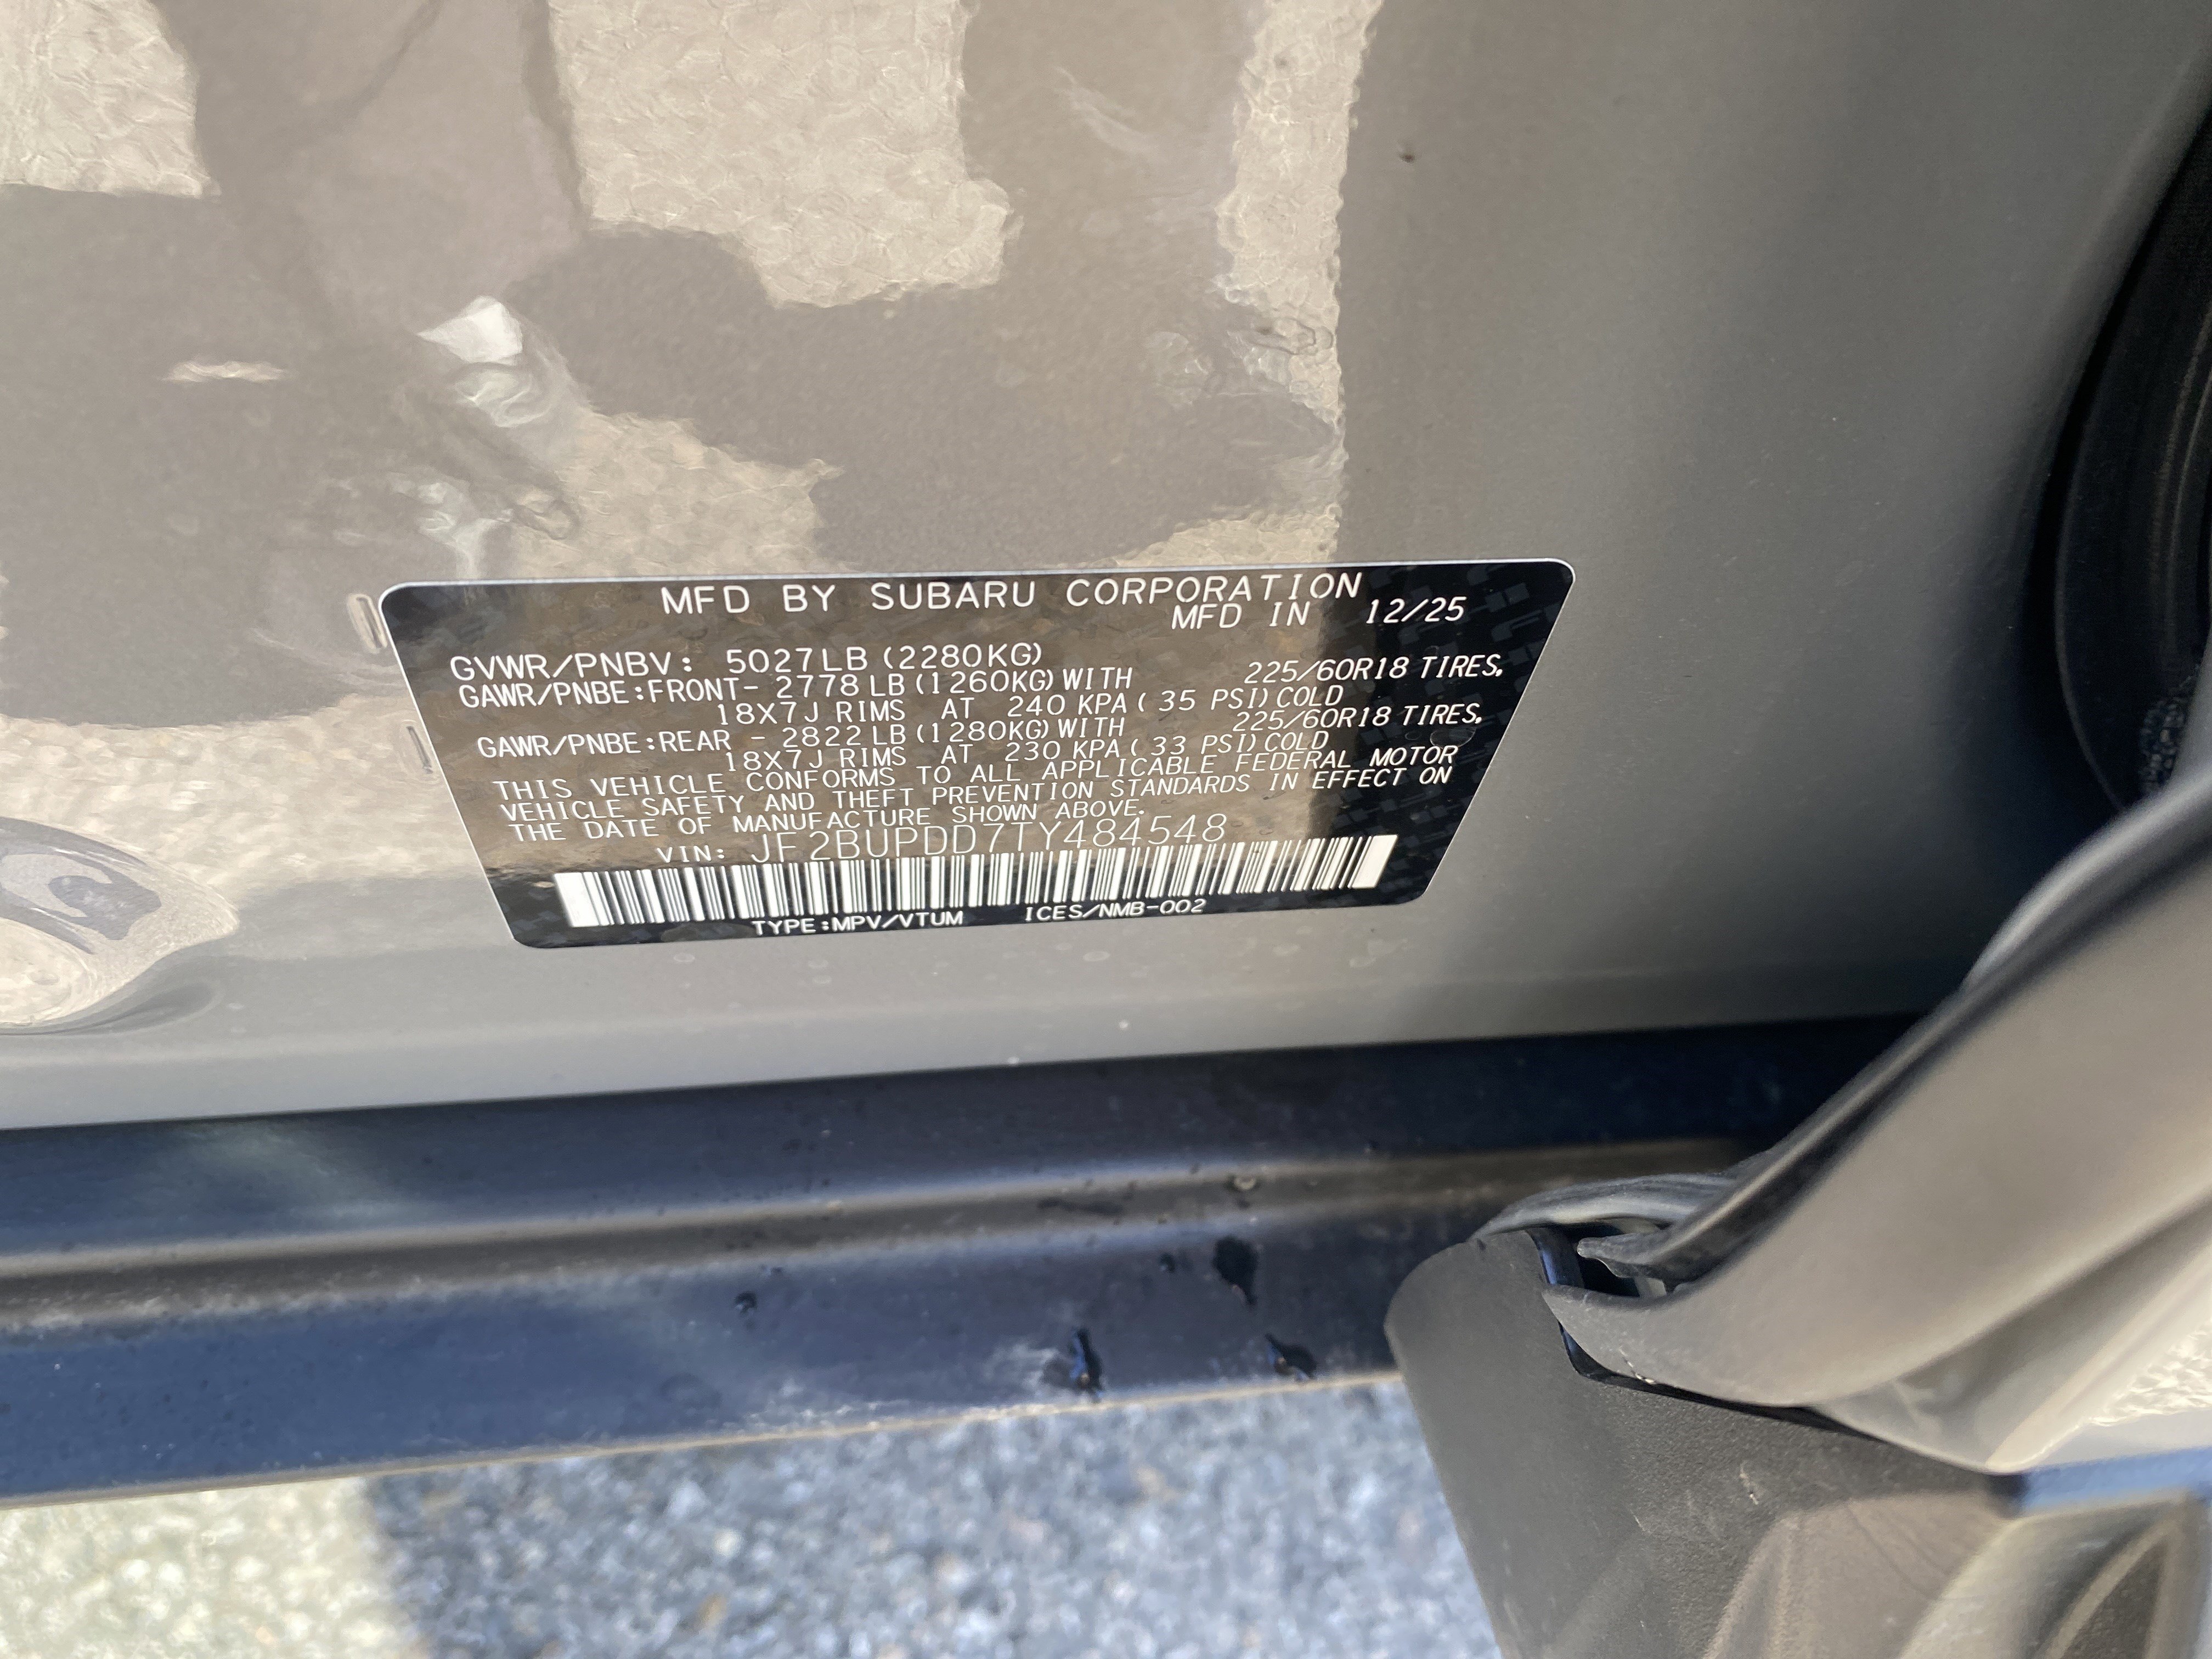 MFD BY SUBARU CORPORATION
MFD IN 12/25
GVWR/PNBV: 5027LB (2280KG)
GAWR/PNBE:FRONT- 2778 LB (1260KG) WITH 225/60R18 TIRES,
18X7J RIMS AT 240 KPA ( 35 PSI) COLD
GAWR/PNBE:REAR - 2822 LB (1280KG) WITH 225/60R18 TIRES,
18X7J RIMS AT 230 KPA ( 33 PSI) COLD
THIS VEHICLE CONFORMS TO ALL APPLICABLE FEDERAL MOTOR
VEHICLE SAFETY AND THEFT PREVENTION STANDARDS IN EFFECT ON
THE DATE OF MANUFACTURE SHOWN ABOVE.
VIN: JF2BUPDD7TY484548
TYPE:MPV/VTUM ICES/NMB-002